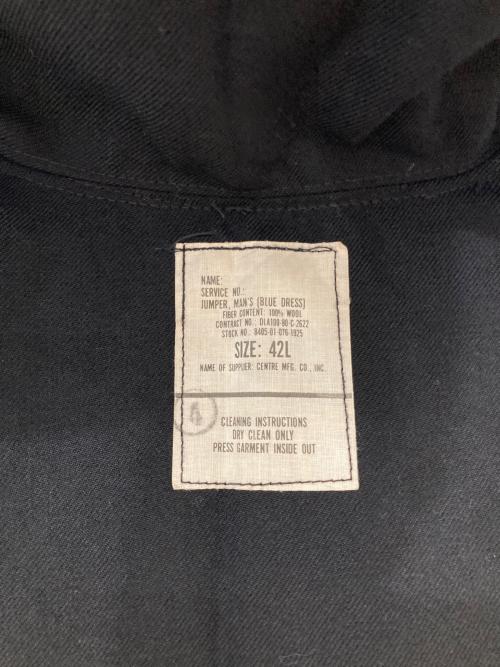 NAME:
SERVICE NO.:
JUMPER, MAN'S (BLUE DRESS)
FIBER CONTENT: 100% WOOL
CONTRACT NO.: DLA100-80-C-2622
STOCK NO.: 8405-01-076-1925
SIZE: 42L
NAME OF SUPPLIER: CENTRE MFG. CO., INC.
4
CLEANING INSTRUCTIONS
DRY CLEAN ONLY
PRESS GARMENT INSIDE OUT